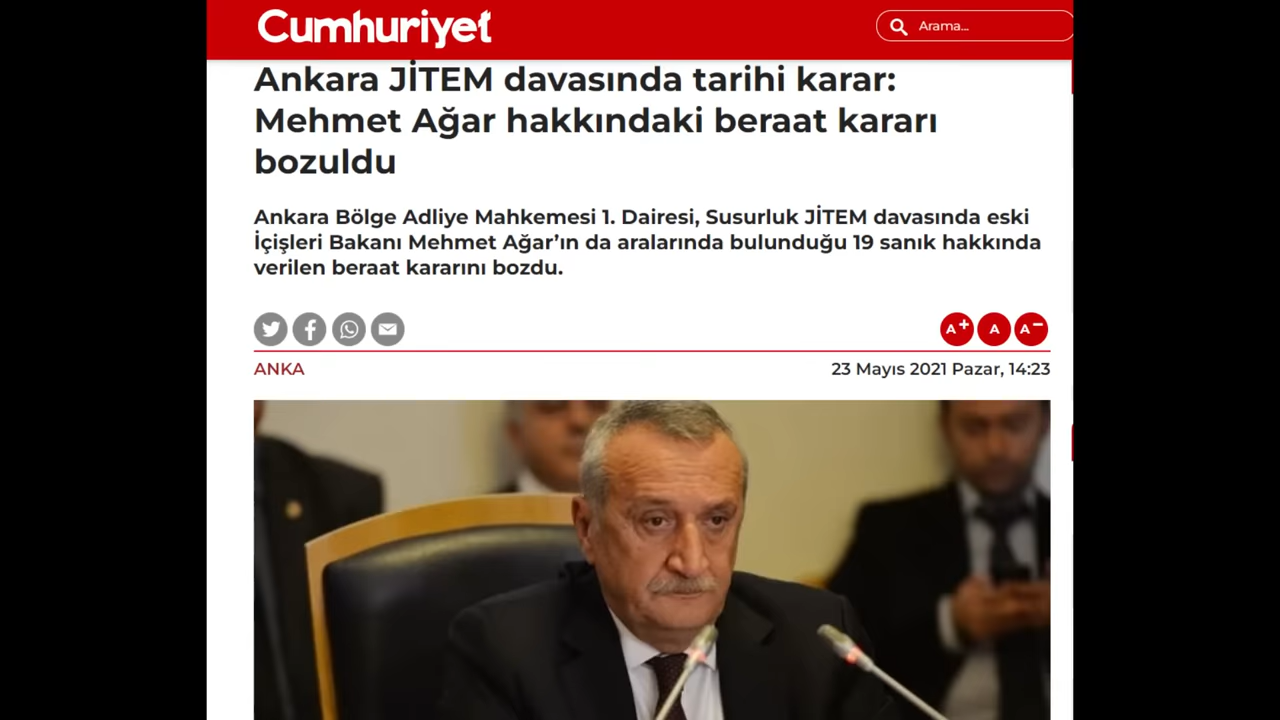 Cumhuriyet
Arama...
Ankara JİTEM davasında tarihi karar:
Mehmet Ağar hakkındaki beraat kararı
bozuldu
Ankara Bölge Adliye Mahkemesi 1. Dairesi, Susurluk JİTEM davasında eski
İçişleri Bakanı Mehmet Ağar’ın da aralarında bulunduğu 19 sanık hakkında
verilen beraat kararını bozdu.
A+ A A−
ANKA
23 Mayıs 2021 Pazar, 14:23